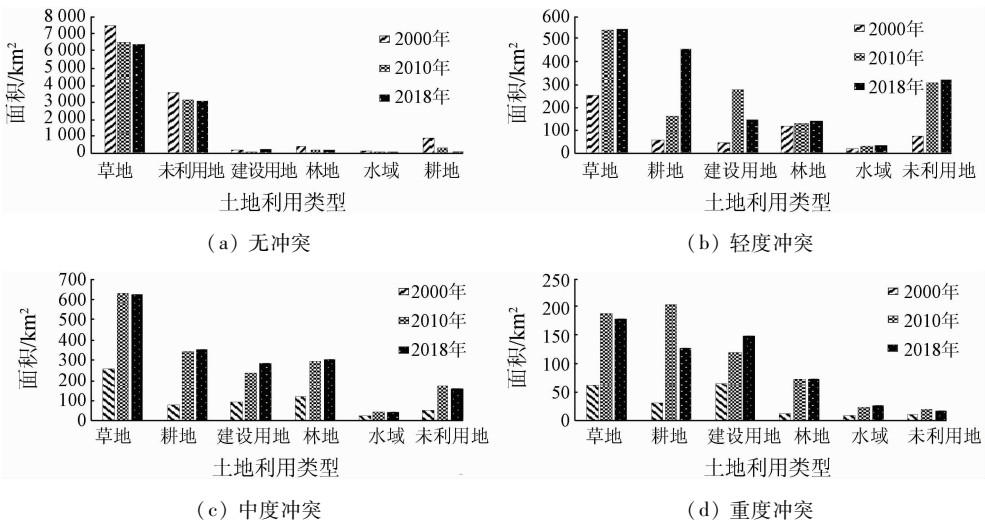 8 000
7 000
6 000
5 000
4 000
3 000
2 000
1 000
0
面积/km²
2000年
2010年
2018年
草地 未利用地 建设用地 林地 水域 耕地
土地利用类型
(a) 无冲突
600
500
400
300
200
100
0
面积/km²
2000年
2010年
2018年
草地 耕地 建设用地 林地 水域 未利用地
土地利用类型
(b) 轻度冲突
700
600
500
400
300
200
100
0
面积/km²
2000年
2010年
2018年
草地 耕地 建设用地 林地 水域 未利用地
土地利用类型
(c) 中度冲突
250
200
150
100
50
0
面积/km²
2000年
2010年
2018年
草地 耕地 建设用地 林地 水域 未利用地
土地利用类型
(d) 重度冲突